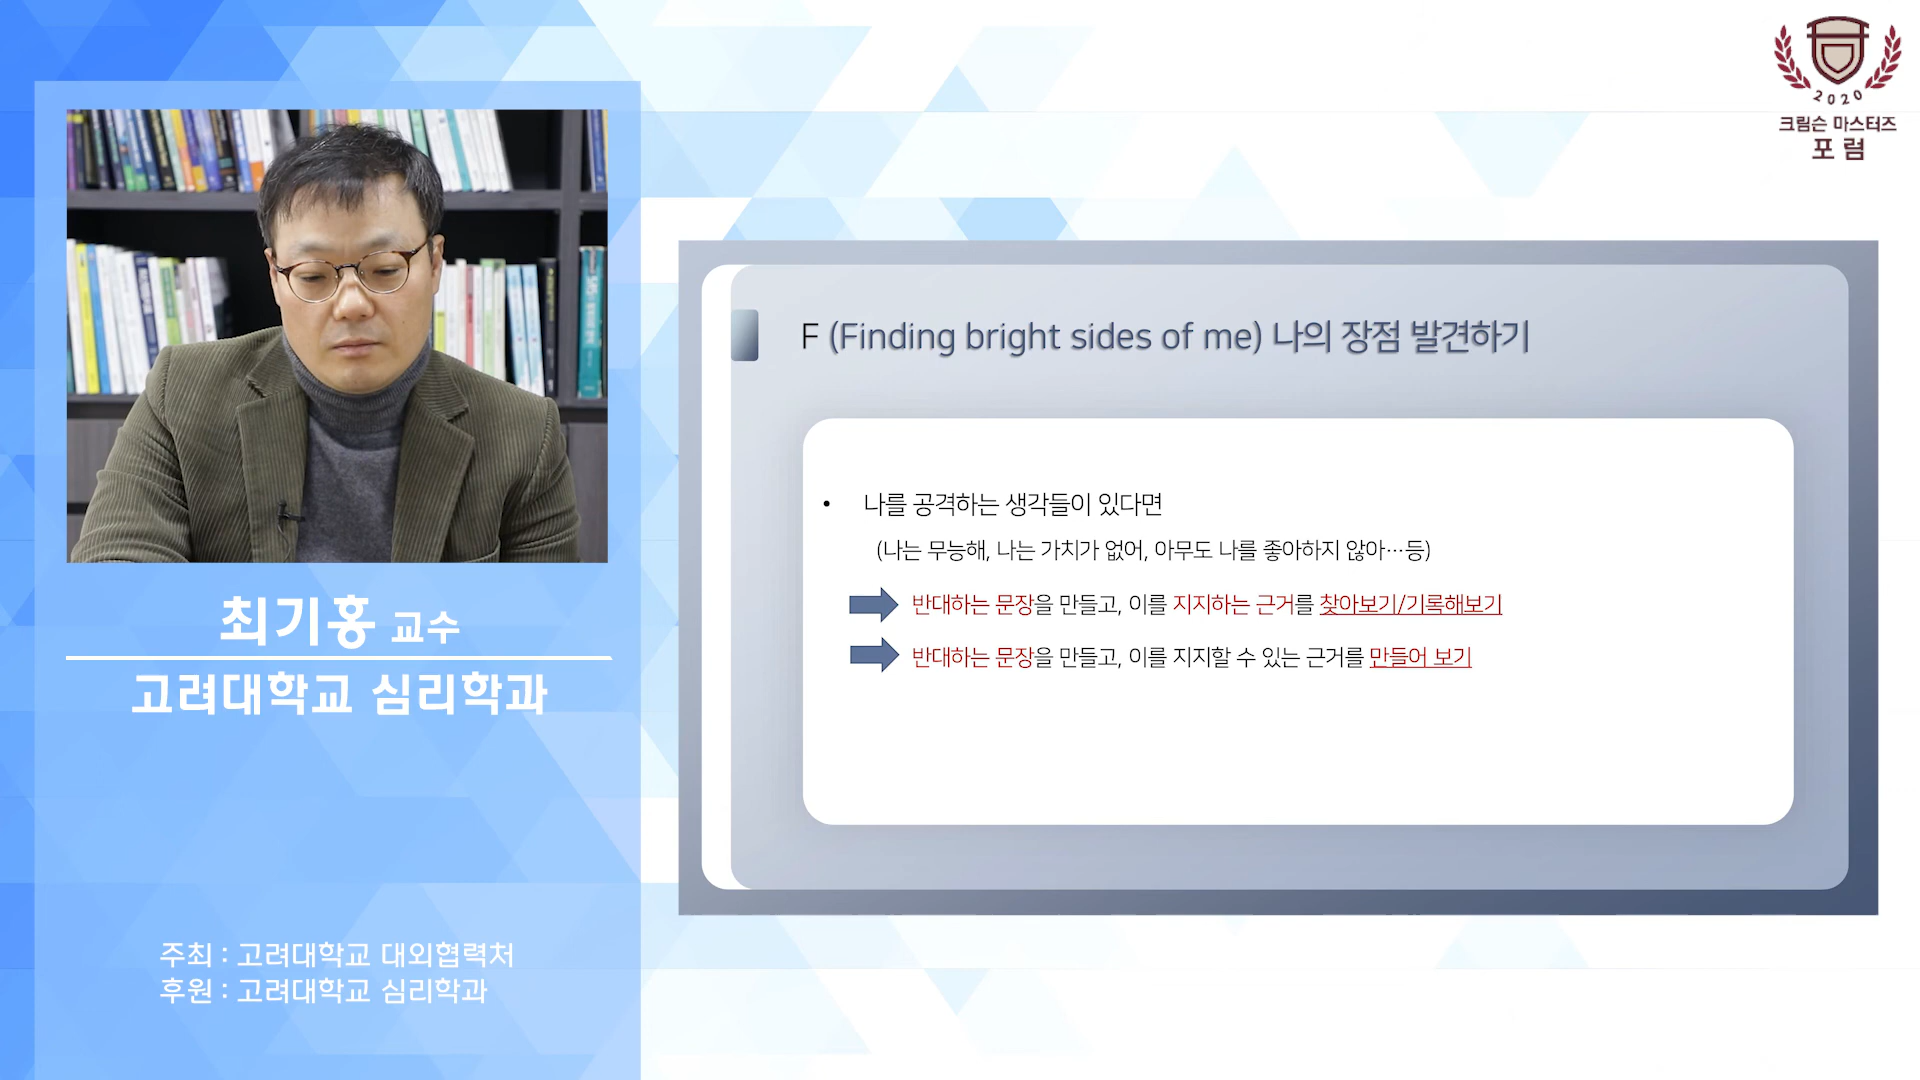 2020
크림슨 마스터즈
포럼
최기홍 교수
고려대학교 심리학과
주최 : 고려대학교 대외협력처
후원 : 고려대학교 심리학과
F (Finding bright sides of me) 나의 장점 발견하기
• 나를 공격하는 생각들이 있다면
(나는 무능해, 나는 가치가 없어, 아무도 나를 좋아하지 않아…등)
반대하는 문장을 만들고, 이를 지지하는 근거를 찾아보기/기록해보기
반대하는 문장을 만들고, 이를 지지할 수 있는 근거를 만들어 보기